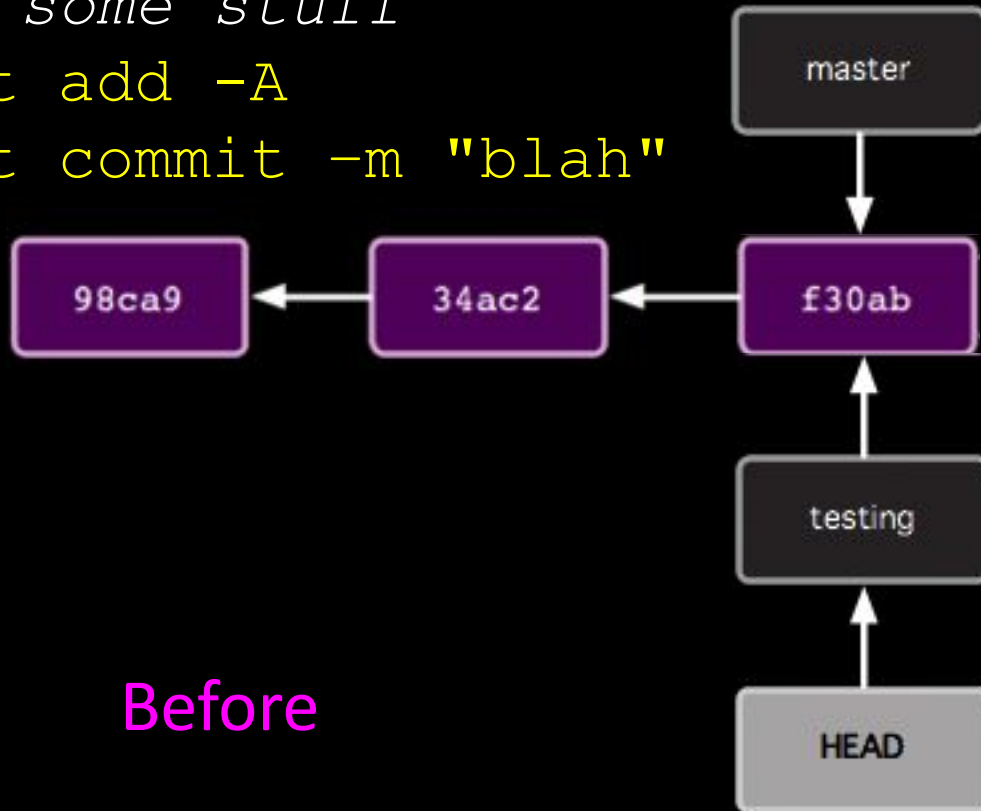 some stuff
t add -A
t commit –m "blah"
master
98ca9
34ac2
f30ab
testing
Before
HEAD